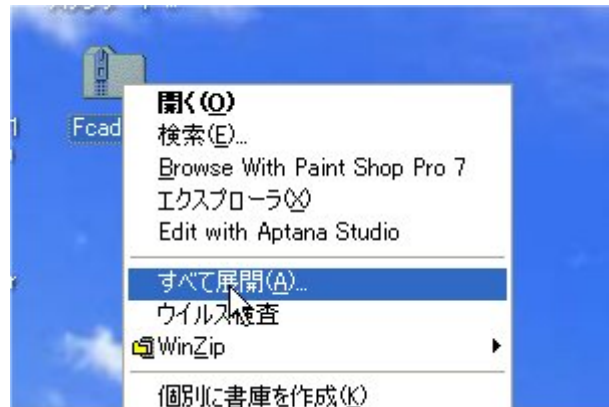 Fcad
開く(O)
検索(E)...
Browse With Paint Shop Pro 7
エクスプローラ(X)
Edit with Aptana Studio
すべて展開(A)...
ウイルス検査
WinZip
個別に書庫を作成(K)